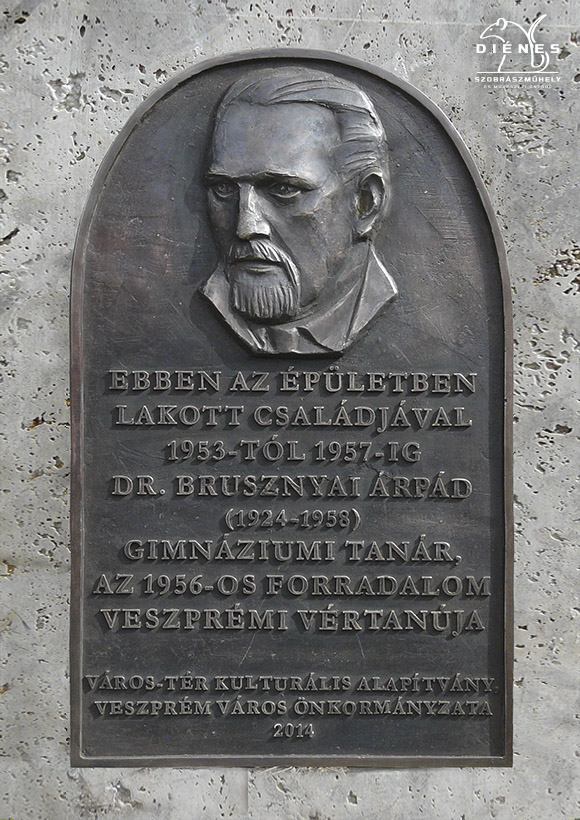 DIÉNES
SZOBRÁSZMŰHELY
EBBEN AZ ÉPÜLETBEN
LAKOTT CSALÁDJÁVAL
1953-TÓL 1957-IG
DR. BRUSZNYAI ÁRPÁD
(1924-1958)
GIMNÁZIUMI TANÁR,
AZ 1956-OS FORRADALOM
VESZPRÉMI VÉRTANÚJA
VÁROS-TÉR KULTURÁLIS ALAPÍTVÁNY,
VESZPRÉM VÁROS ÖNKORMÁNYZATA
2014